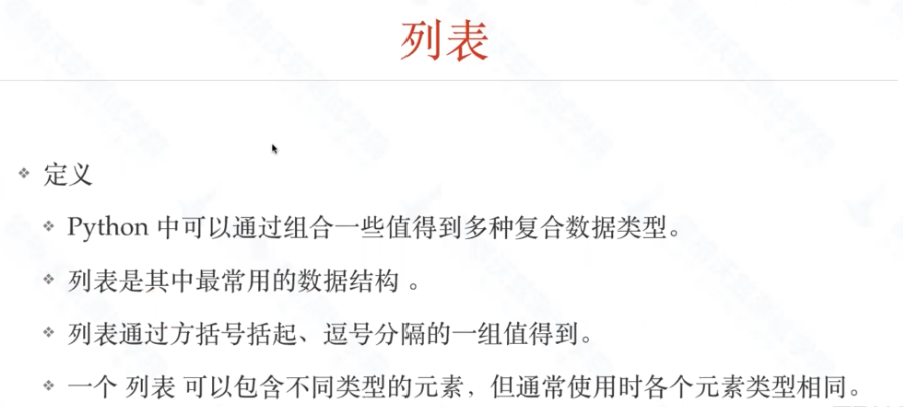 列表
定义
Python 中可以通过组合一些值得到多种复合数据类型。
列表是其中最常用的数据结构 。
列表通过方括号括起、逗号分隔的一组值得到。
一个 列表 可以包含不同类型的元素，但通常使用时各个元素类型相同。